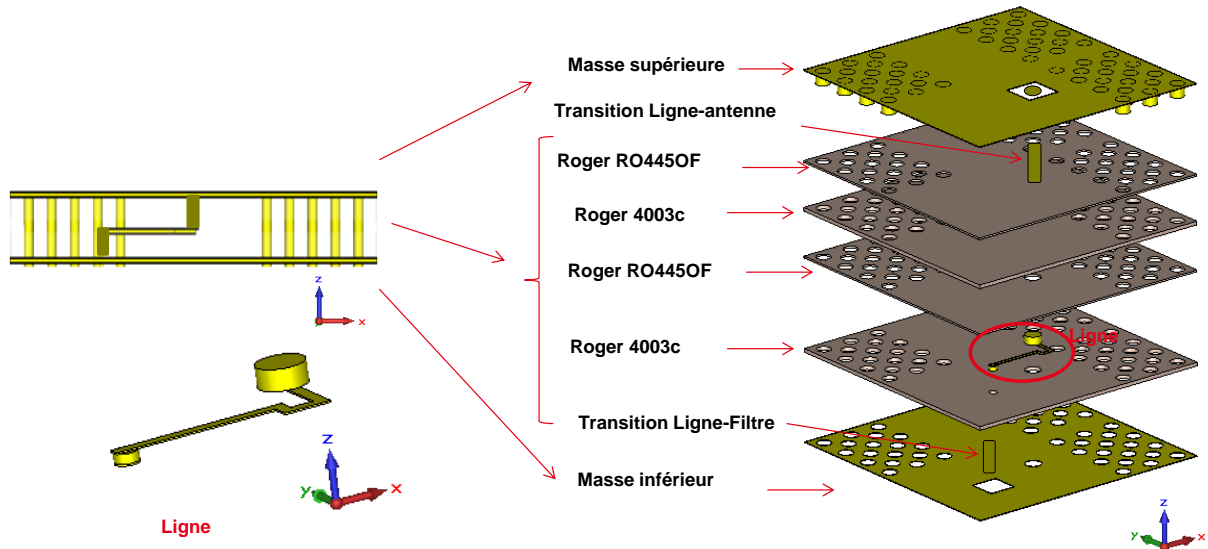 Masse supérieure
Transition Ligne-antenne
Roger RO445OF
Roger 4003c
Roger RO445OF
Roger 4003c
Ligne
Transition Ligne-Filtre
Masse inférieur
z
y
x
z
y
x
Ligne
z
y
x